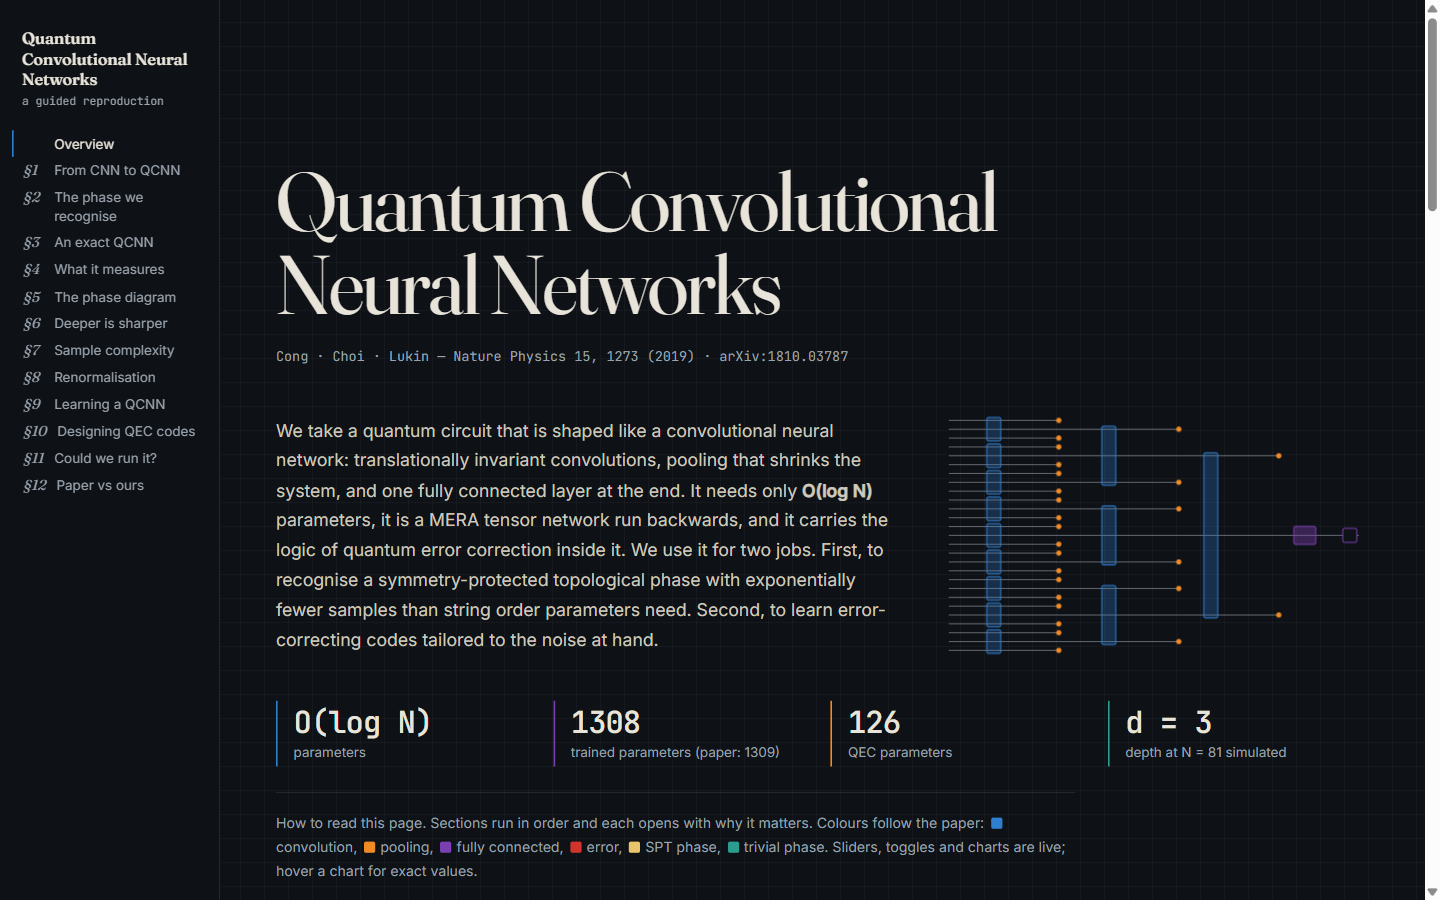 Quantum
Convolutional Neural
Networks
a guided reproduction
Overview
§1 From CNN to QCNN
§2 The phase we
recognise
§3 An exact QCNN
§4 What it measures
§5 The phase diagram
§6 Deeper is sharper
§7 Sample complexity
§8 Renormalisation
§9 Learning a QCNN
§10 Designing QEC codes
§11 Could we run it?
§12 Paper vs ours
Quantum Convolutional
Neural Networks
Cong · Choi · Lukin — Nature Physics 15, 1273 (2019) · arXiv:1810.03787
We take a quantum circuit that is shaped like a convolutional neural
network: translationally invariant convolutions, pooling that shrinks the
system, and one fully connected layer at the end. It needs only O(log N)
parameters, it is a MERA tensor network run backwards, and it carries the
logic of quantum error correction inside it. We use it for two jobs. First, to
recognise a symmetry-protected topological phase with exponentially
fewer samples than string order parameters need. Second, to learn error-
correcting codes tailored to the noise at hand.
O(log N)
parameters
1308
trained parameters (paper: 1309)
126
QEC parameters
d = 3
depth at N = 81 simulated
How to read this page. Sections run in order and each opens with why it matters. Colours follow the paper:
convolution, pooling, fully connected, error, SPT phase, trivial phase. Sliders, toggles and charts are live;
hover a chart for exact values.